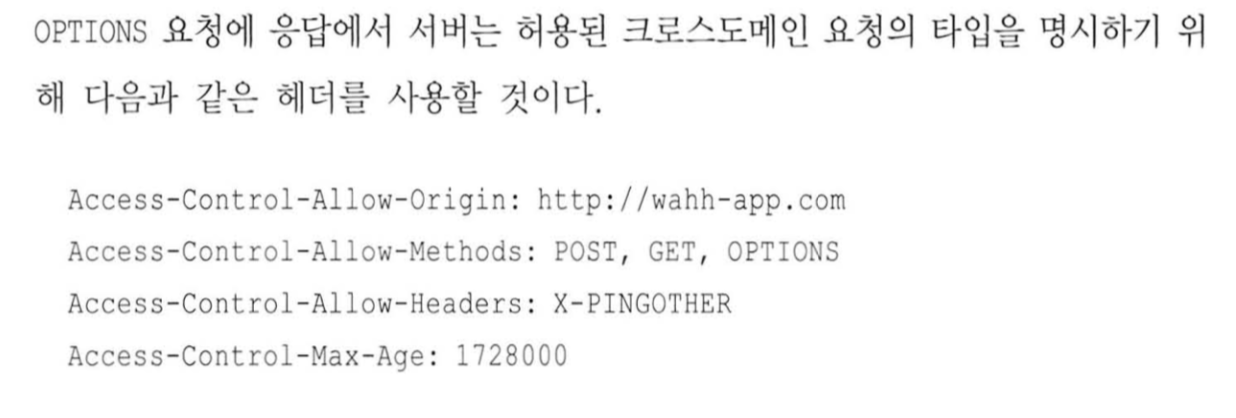 OPTIONS 요청에 응답에서 서버는 허용된 크로스도메인 요청의 타입을 명시하기 위
해 다음과 같은 헤더를 사용할 것이다.
Access-Control-Allow-Origin: http://wahh-app.com
Access-Control-Allow-Methods: POST, GET, OPTIONS
Access-Control-Allow-Headers: X-PINGOTHER
Access-Control-Max-Age: 1728000